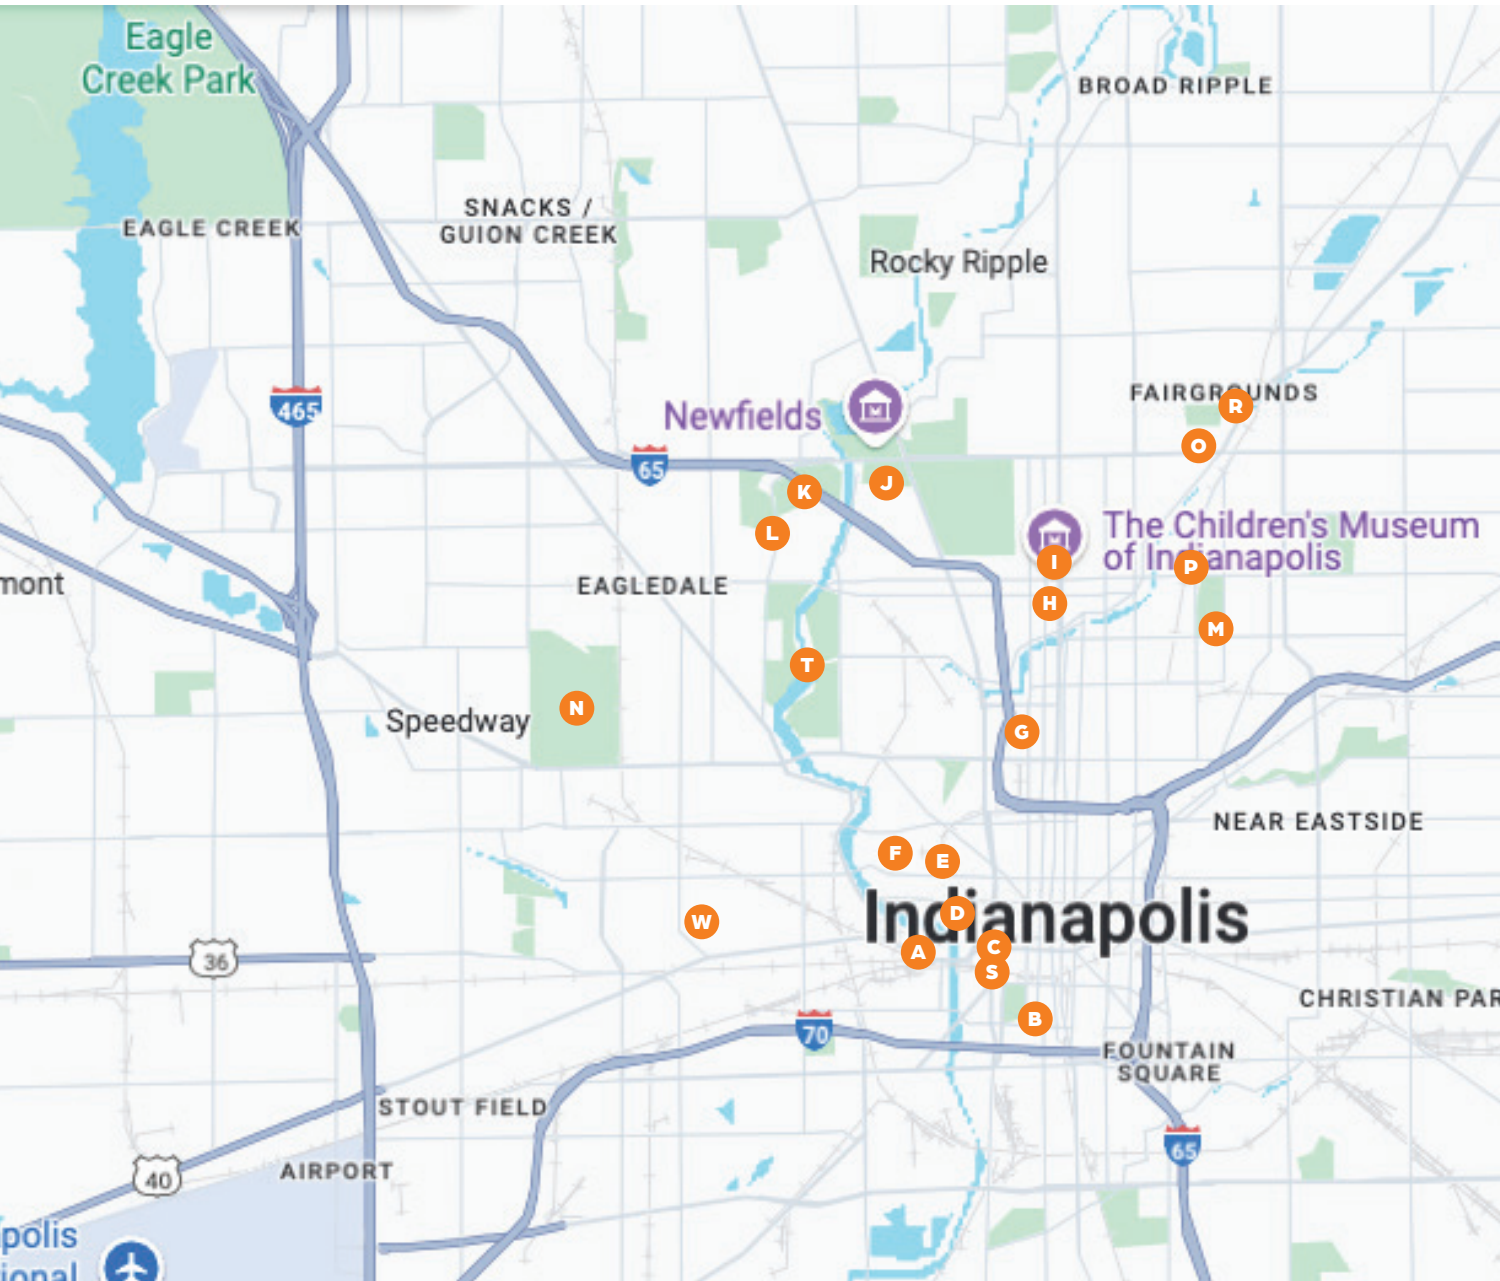 Eagle
Creek Park
BROAD RIPPLE
SNACKS /
GUION CREEK
EAGLE CREEK
Rocky Ripple
FAIRGROUNDS
R
465
Newfields
O
65
K
J
L
The Children's Museum
of Indianapolis
I
P
mont
EAGLEDALE
H
M
T
N
Speedway
G
NEAR EASTSIDE
F
E
W
Indianapolis
D
A
C
S
36
CHRISTIAN PAR
B
70
FOUNTAIN
SQUARE
STOUT FIELD
65
AIRPORT
40
polis
ional